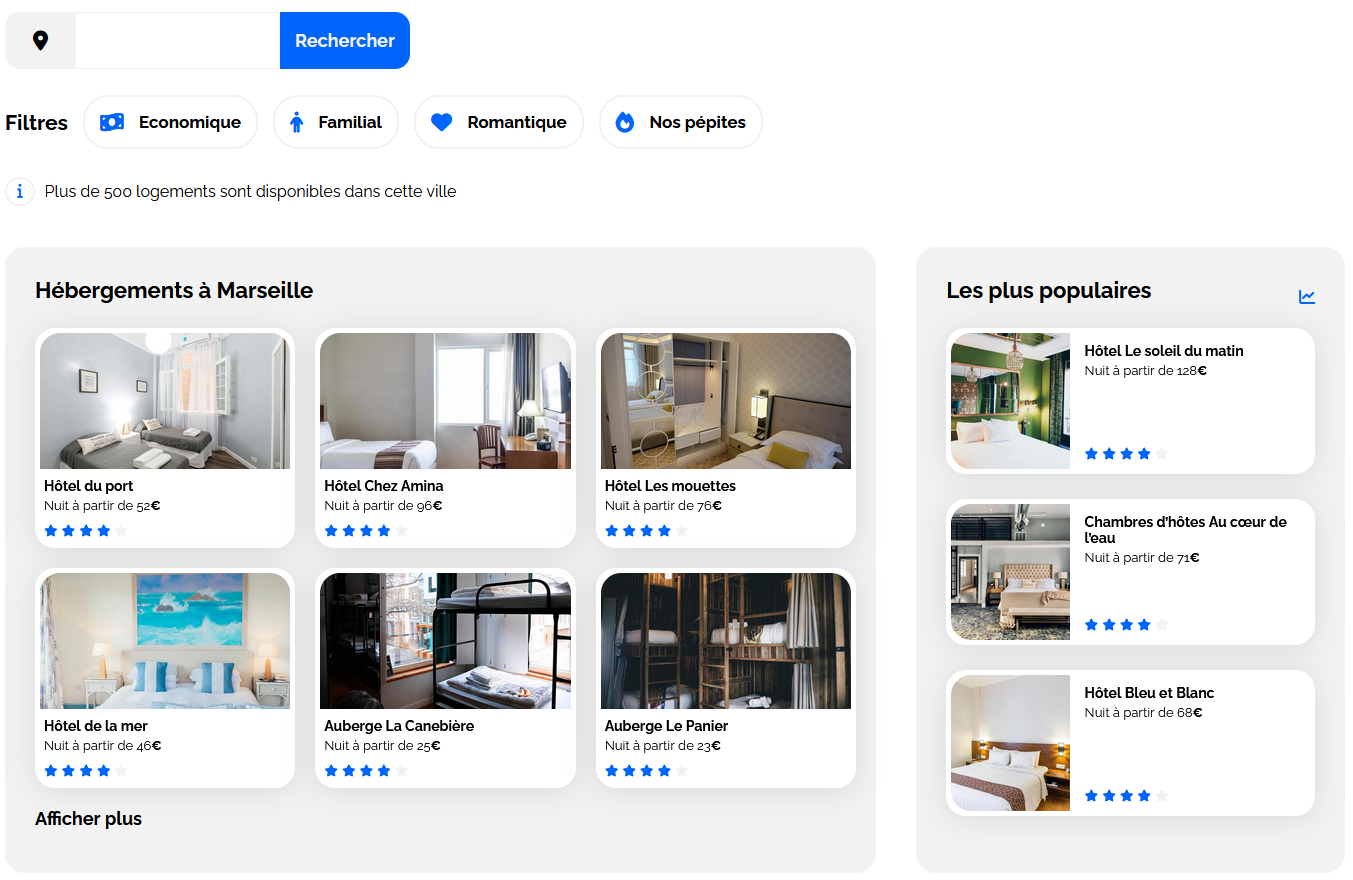 Rechercher
Filtres
Economique
Familial
Romantique
Nos pépites
Plus de 500 logements sont disponibles dans cette ville
Hébergements à Marseille
Hôtel du port
Nuit à partir de 52€
Hôtel Chez Amina
Nuit à partir de 96€
Hôtel Les mouettes
Nuit à partir de 76€
Hôtel de la mer
Nuit à partir de 46€
Auberge La Canebière
Nuit à partir de 25€
Auberge Le Panier
Nuit à partir de 23€
Afficher plus
Les plus populaires
Hôtel Le soleil du matin
Nuit à partir de 128€
Chambres d'hôtes Au cœur de
l'eau
Nuit à partir de 71€
Hôtel Bleu et Blanc
Nuit à partir de 68€